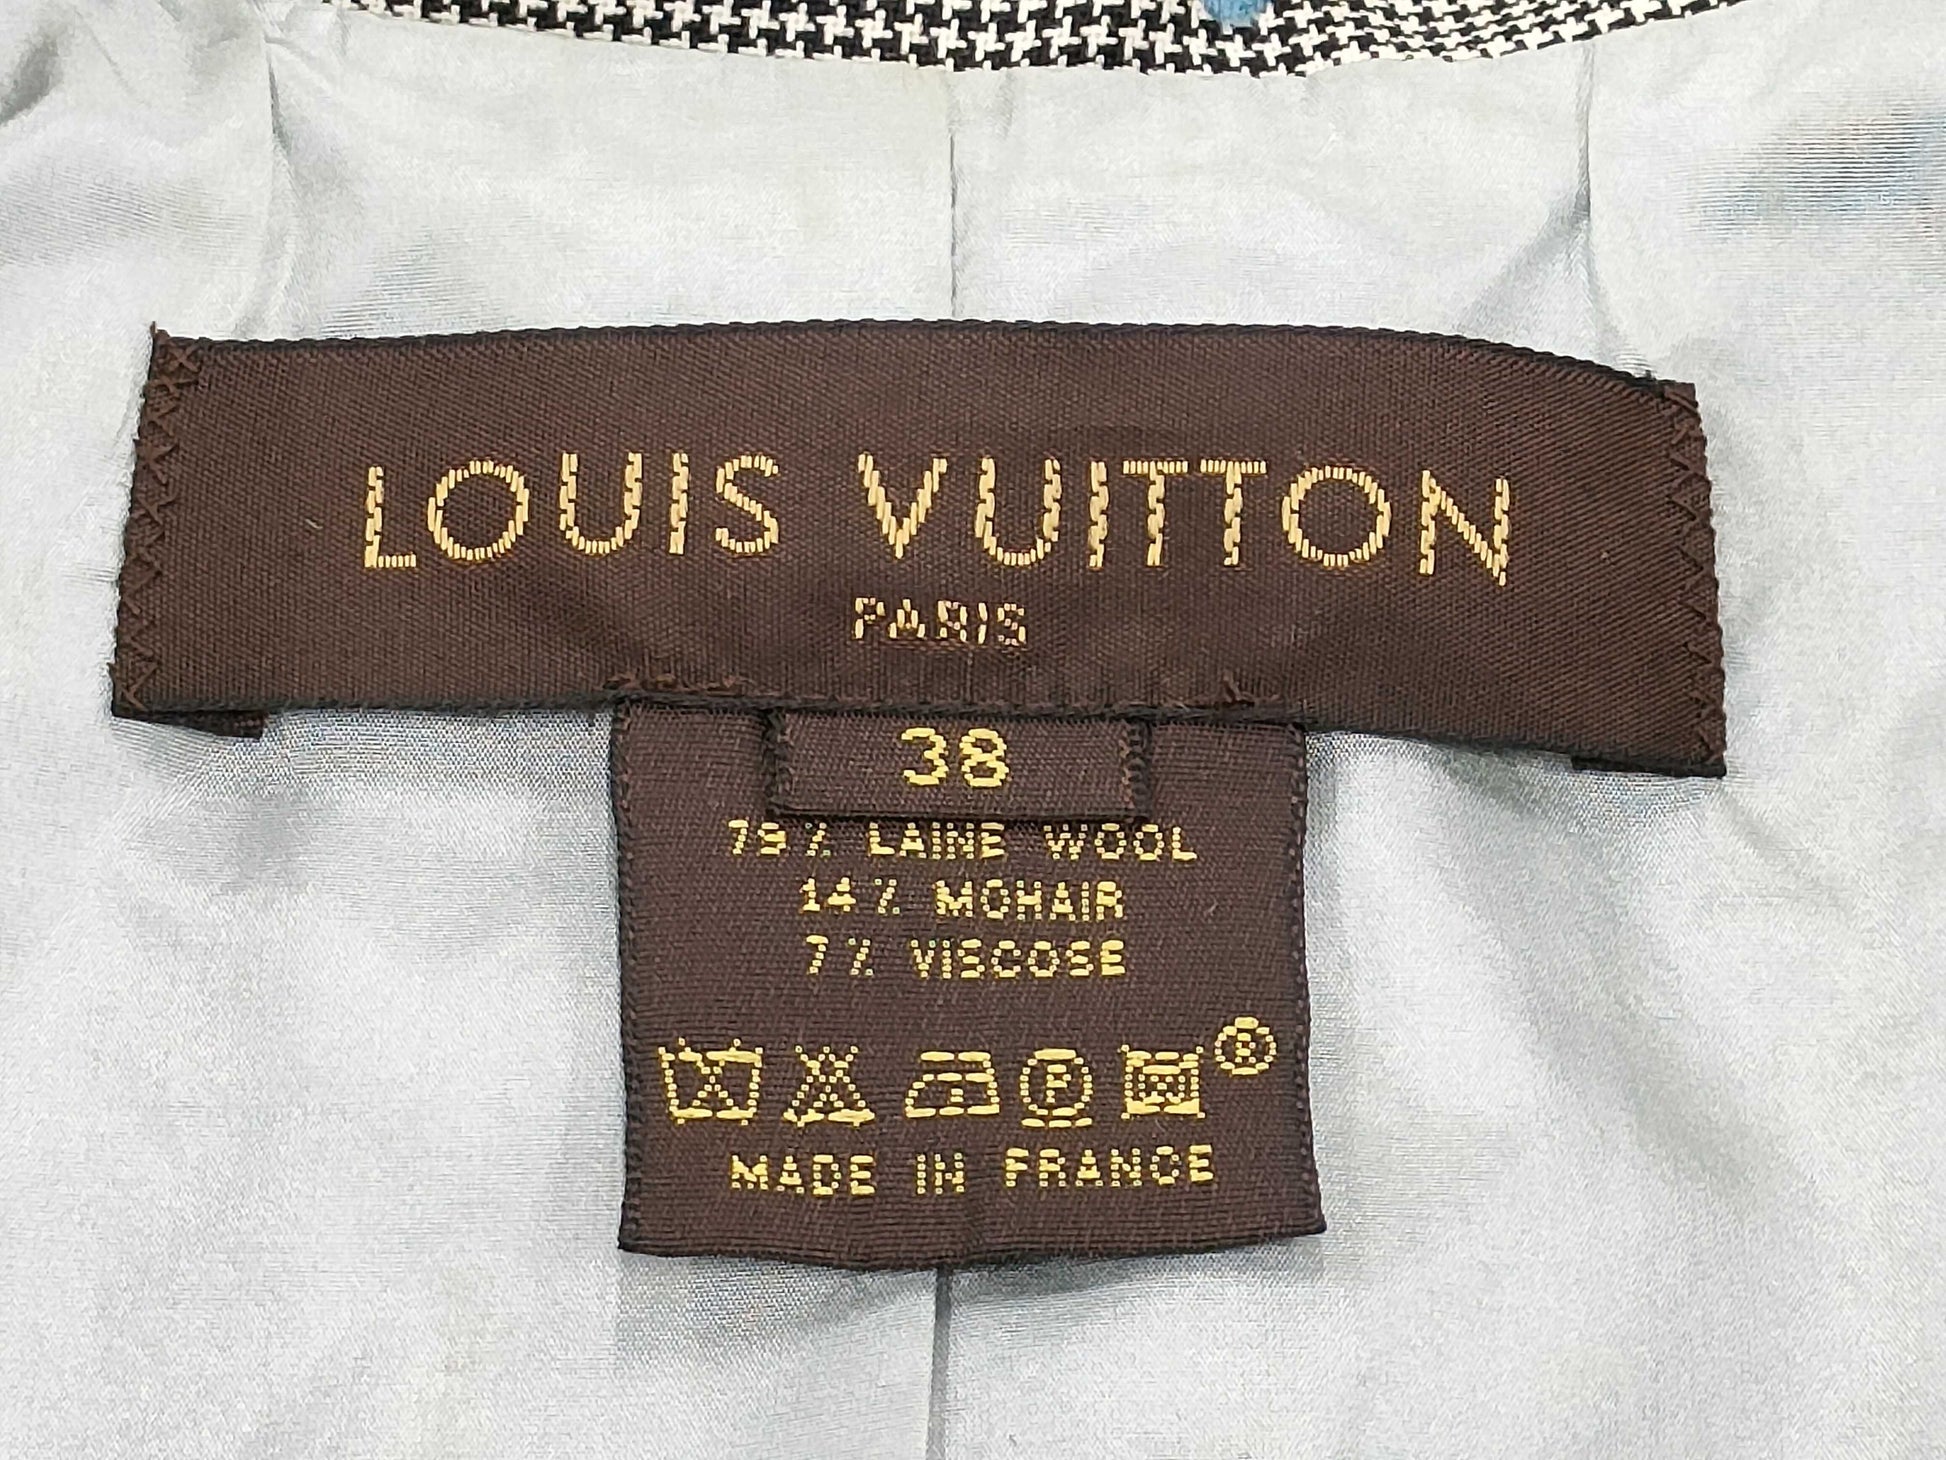 LOUIS VUITTON
PARIS
38
79% LAINE WOOL
14% MOHAIR
7% VISCOSE
P ®
MADE IN FRANCE